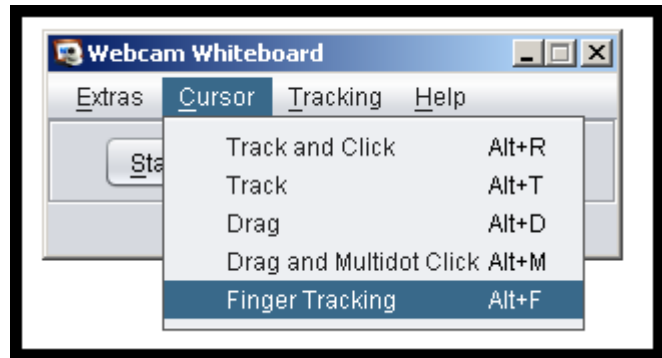 Webcam Whiteboard
Extras Cursor Tracking Help
Sta
Track and Click Alt+R
Track Alt+T
Drag Alt+D
Drag and Multidot Click Alt+M
Finger Tracking Alt+F